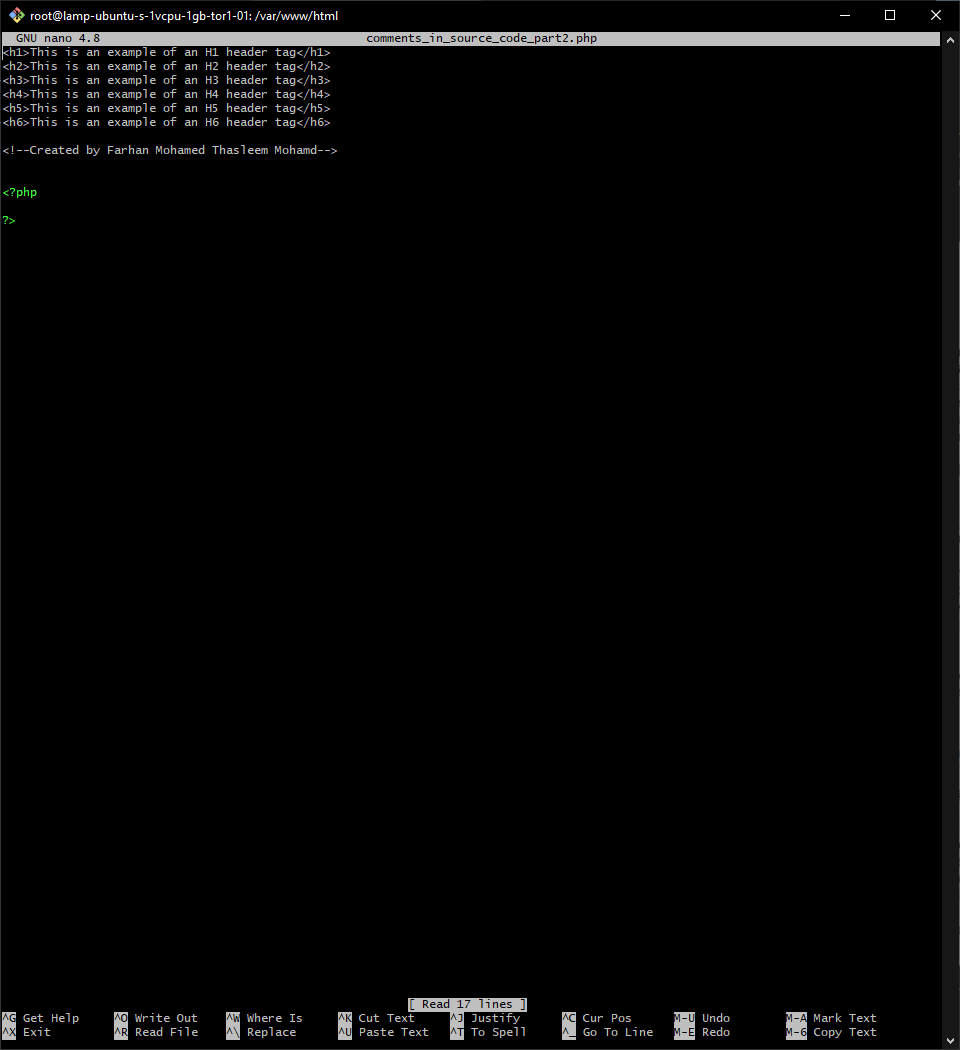 root@lamp-ubuntu-s-1vcpu-1gb-tor1-01: /var/www/html
GNU nano 4.8 comments_in_source_code_part2.php
<h1>This is an example of an H1 header tag</h1>
<h2>This is an example of an H2 header tag</h2>
<h3>This is an example of an H3 header tag</h3>
<h4>This is an example of an H4 header tag</h4>
<h5>This is an example of an H5 header tag</h5>
<h6>This is an example of an H6 header tag</h6>
<!--Created by Farhan Mohamed Thasleem Mohamd-->
<?php
?>
[ Read 17 lines ]
^G Get Help ^O Write Out ^W Where Is ^K Cut Text ^J Justify ^C Cur Pos M-U Undo M-A Mark Text
^X Exit ^R Read File ^\ Replace ^U Paste Text ^T To Spell ^_ Go To Line M-E Redo M-6 Copy Text